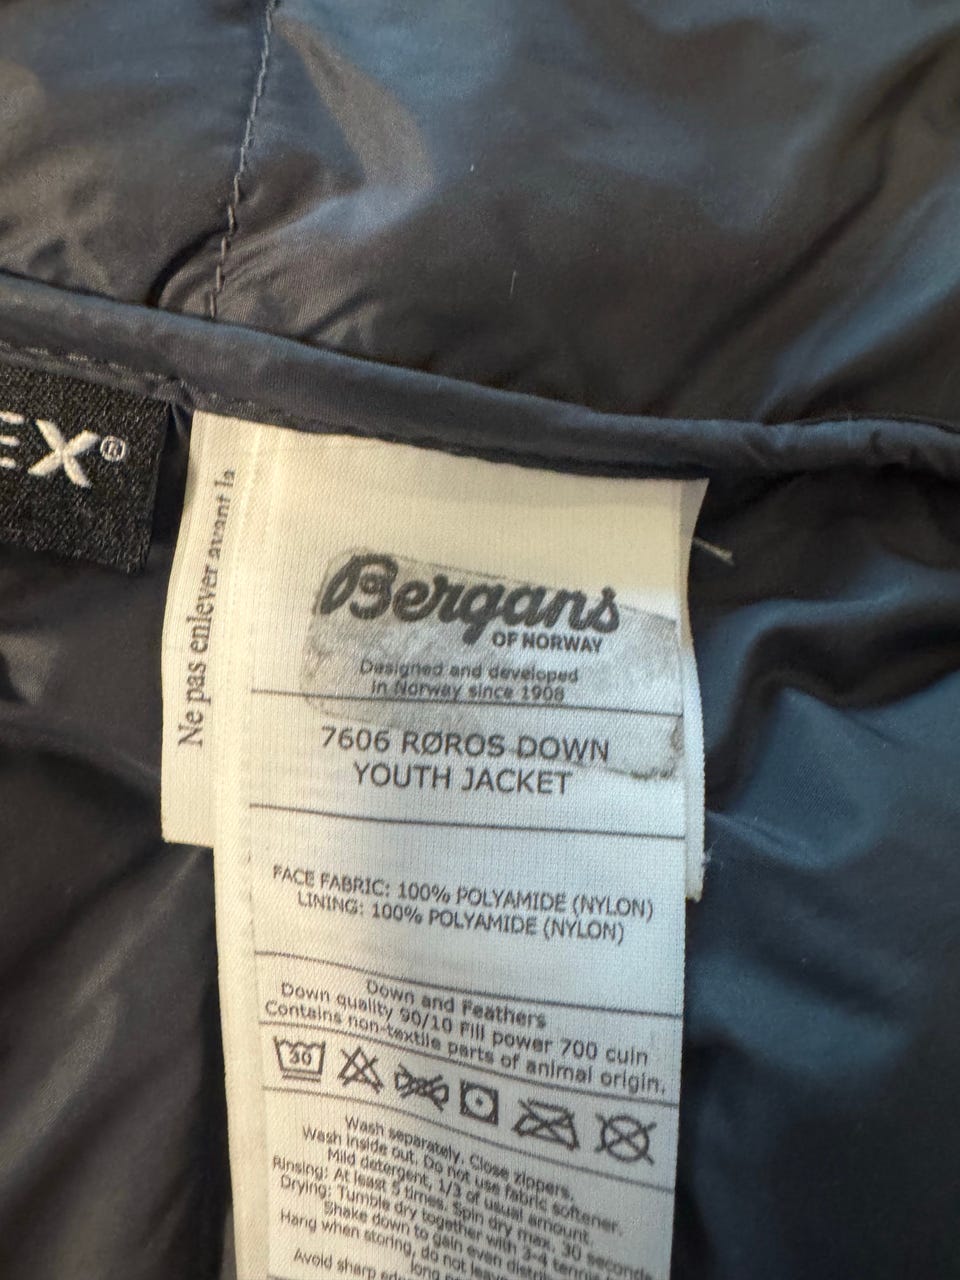 EX®
Ne pas enlever avant la
Bergans
OF NORWAY
Designed and developed
in Norway since 1908
7606 RØROS DOWN
YOUTH JACKET
FACE FABRIC: 100% POLYAMIDE (NYLON)
LINING: 100% POLYAMIDE (NYLON)
Down and Feathers
Down quality 90/10 Fill power 700 cuin
Contains non-textile parts of animal origin.
30
Wash separately. Close zippers.
Wash inside out. Do not use fabric softener.
Mild detergent, 1/3 of usual amount.
Rinsing: At least 5 times. Spin dry max. 30 seconds
Drying: Tumble dry together with 3-4 tennis
Shake down to gain even
Hang when storing, do not leave
long
Avoid sharp